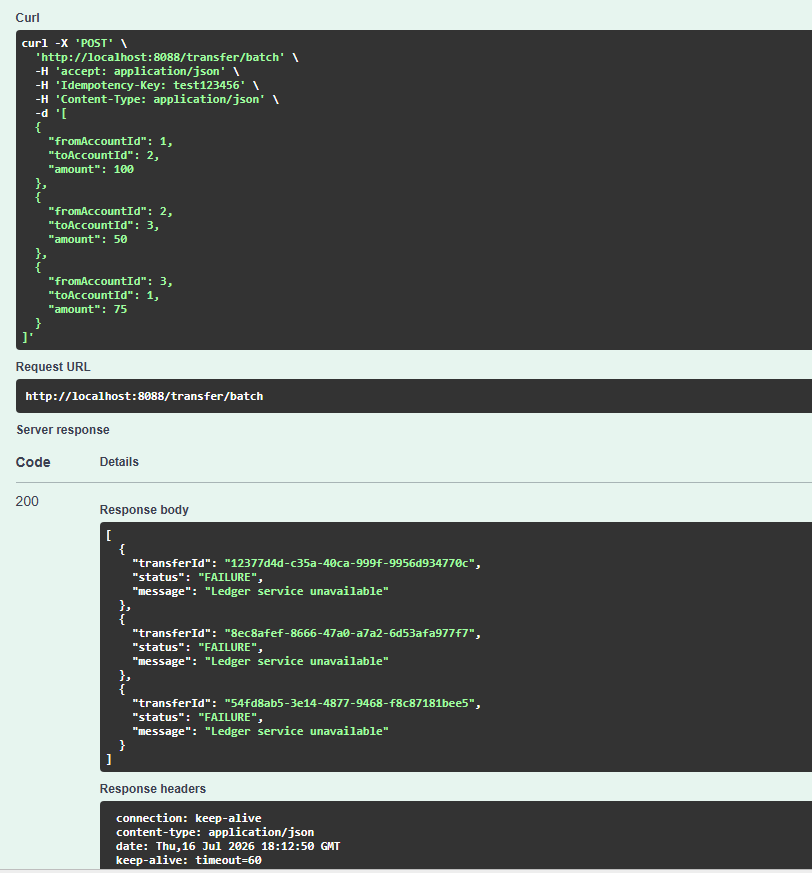 Curl
curl -X 'POST' \
  'http://localhost:8088/transfer/batch' \
  -H 'accept: application/json' \
  -H 'Idempotency-Key: test123456' \
  -H 'Content-Type: application/json' \
  -d '[
  {
    "fromAccountId": 1,
    "toAccountId": 2,
    "amount": 100
  },
  {
    "fromAccountId": 2,
    "toAccountId": 3,
    "amount": 50
  },
  {
    "fromAccountId": 3,
    "toAccountId": 1,
    "amount": 75
  }
]'
Request URL
http://localhost:8088/transfer/batch
Server response
Code Details
200
Response body
[
  {
    "transferId": "12377d4d-c35a-40ca-999f-9956d934770c",
    "status": "FAILURE",
    "message": "Ledger service unavailable"
  },
  {
    "transferId": "8ec8afef-8666-47a0-a7a2-6d53afa977f7",
    "status": "FAILURE",
    "message": "Ledger service unavailable"
  },
  {
    "transferId": "54fd8ab5-3e14-4877-9468-f8c87181bee5",
    "status": "FAILURE",
    "message": "Ledger service unavailable"
  }
]
Response headers
connection: keep-alive
content-type: application/json
date: Thu,16 Jul 2026 18:12:50 GMT
keep-alive: timeout=60